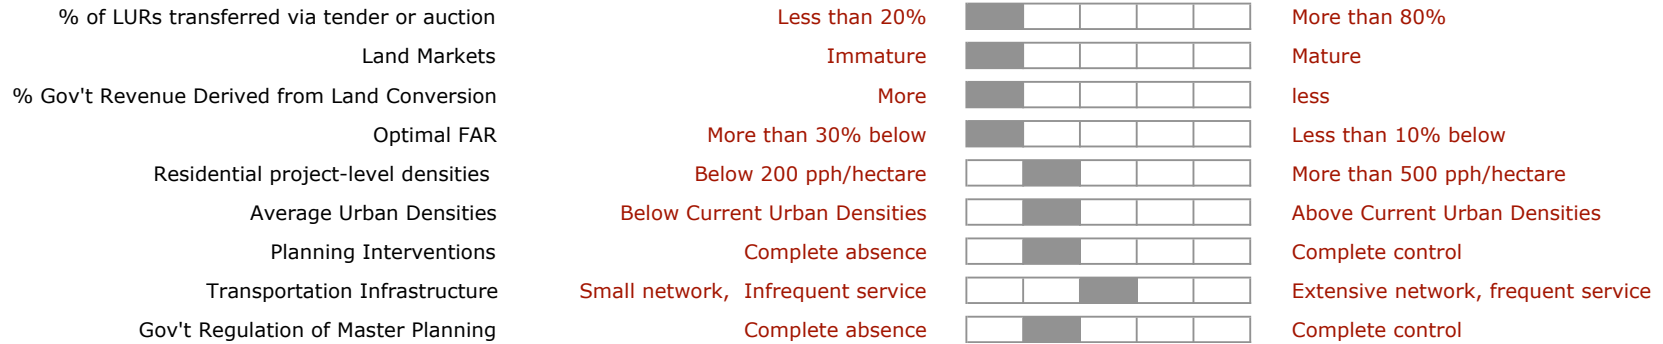 % of LURs transferred via tender or auction Less than 20% More than 80%
Land Markets Immature Mature
% Gov't Revenue Derived from Land Conversion More less
Optimal FAR More than 30% below Less than 10% below
Residential project-level densities Below 200 pph/hectare More than 500 pph/hectare
Average Urban Densities Below Current Urban Densities Above Current Urban Densities
Planning Interventions Complete absence Complete control
Transportation Infrastructure Small network, Infrequent service Extensive network, frequent service
Gov't Regulation of Master Planning Complete absence Complete control